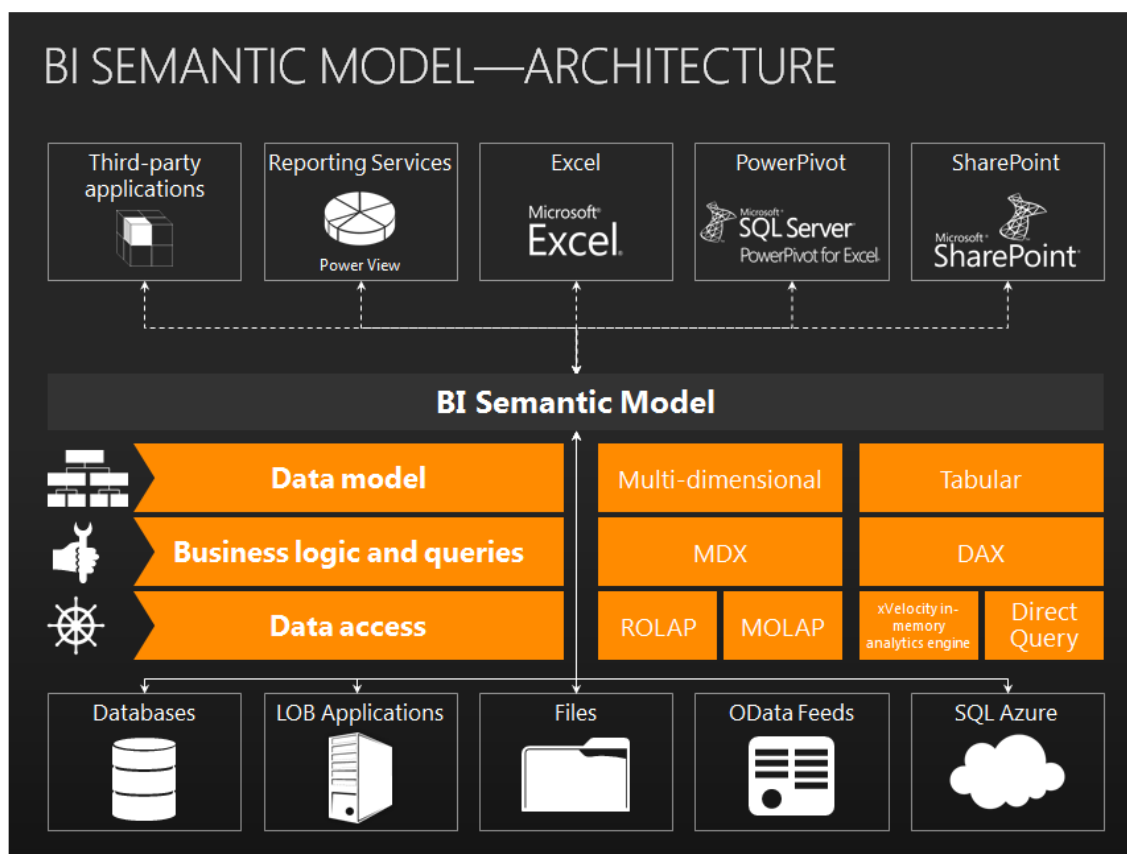 BI SEMANTIC MODEL—ARCHITECTURE
Third-party
applications
Reporting Services
Power View
Excel
Microsoft®
Excel®
PowerPivot
Microsoft®
SQL Server®
PowerPivot for Excel®
SharePoint
Microsoft®
SharePoint®
BI Semantic Model
Data model
Multi-dimensional
Tabular
Business logic and queries
MDX
DAX
Data access
ROLAP
MOLAP
xVelocity in-
memory
analytics engine
Direct
Query
Databases
LOB Applications
Files
OData Feeds
SQL Azure